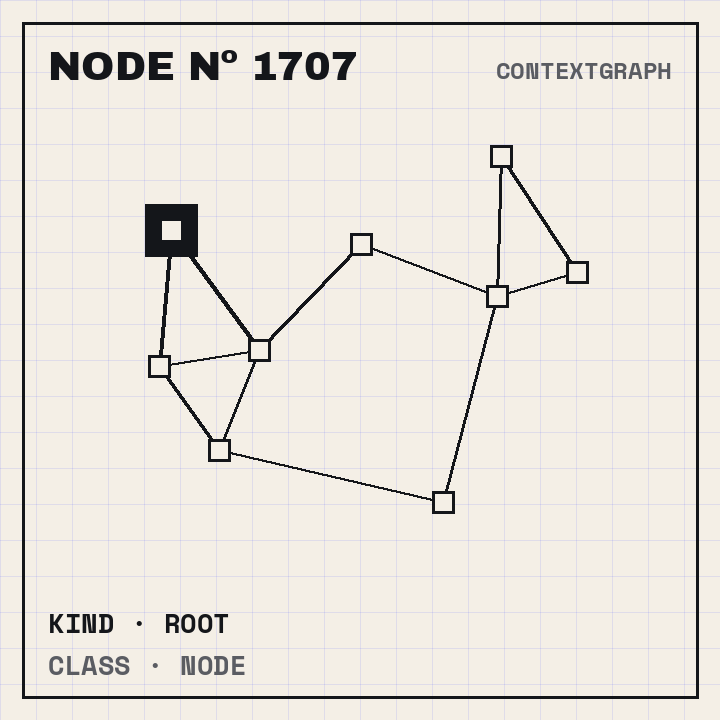 NODE Nº 1707
CONTEXTGRAPH
KIND · ROOT
CLASS · NODE